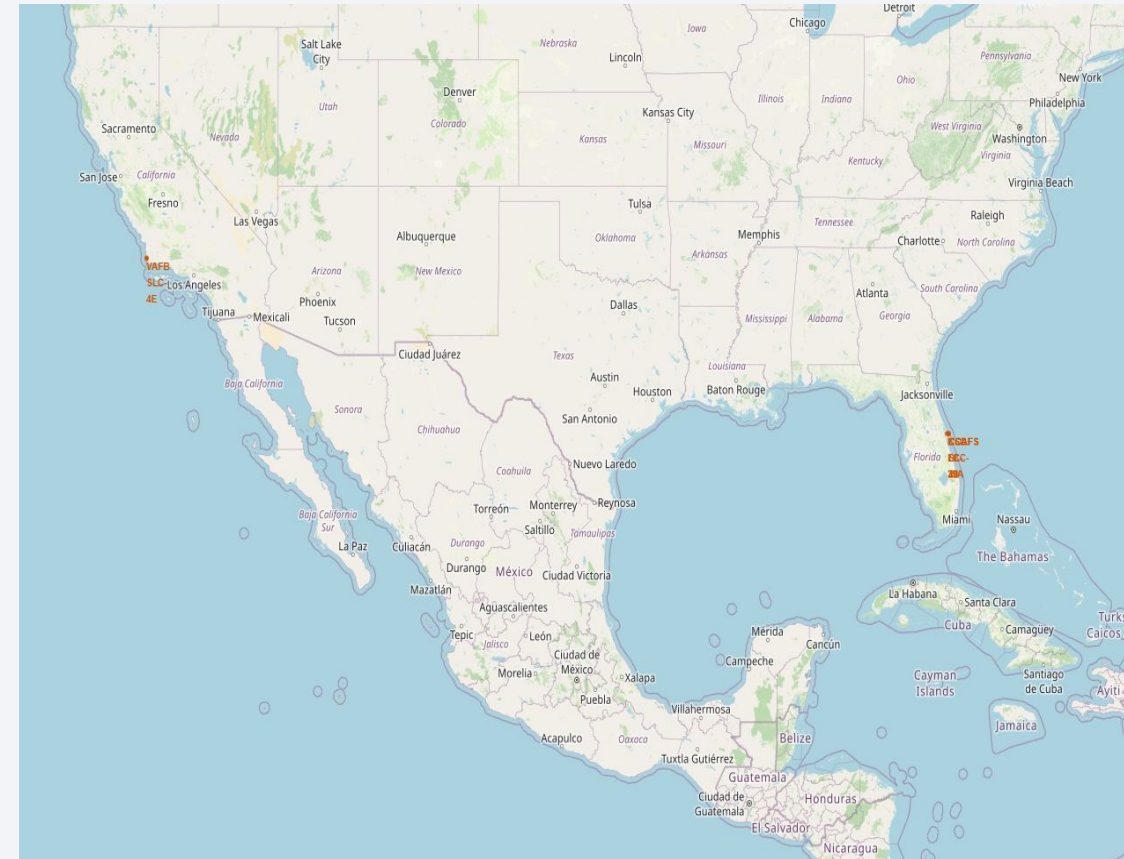 Detroit
Chicago
Iowa
Nebraska
Salt Lake
City
Lincoln
Pennsylvania
New York
Ohio
Denver
Utah
Illinois
Indiana
Philadelphia
Kansas City
Colorado
Sacramento
Nevada
Kansas
Missouri
West Virginia
Washington
Virginia
Kentucky
San Jose
California
Virginia Beach
Fresno
Tulsa
Raleigh
Las Vegas
Tennessee
Albuquerque
Oklahoma
Memphis
Charlotte
North Carolina
Arkansas
VAFB
SLC-
4E
Los Angeles
Arizona
New Mexico
South Carolina
Atlanta
Phoenix
Dallas
Tijuana
Mexicali
Tucson
Mississippi
Alabama
Georgia
Ciudad Juárez
Texas
Louisiana
Austin
Baja California
Houston
Baton Rouge
Jacksonville
Sonora
San Antonio
Chihuahua
Florida
Nuevo Laredo
Coahuila
Monterrey
Reynosa
Torreón
Baja California
Sur
Saltillo
Tamaulipas
Miami
Nassau
La Paz
Culiacán
Durango
The Bahamas
Durango
México
Ciudad Victoria
Mazatlán
La Habana
Santa Clara
Aguascalientes
Cuba
Camagüey
Turks
Caicos
Tepic
Jalisco
León
Mérida
Cancún
Ciudad de
México
Campeche
Morelia
Xalapa
Cayman
Islands
Santiago
de Cuba
Ayiti
Puebla
Villahermosa
Jamaica
Acapulco
Oaxaca
Belize
Tuxtla Gutiérrez
Guatemala
Ciudad de
Guatemala
Honduras
El Salvador
Nicaragua